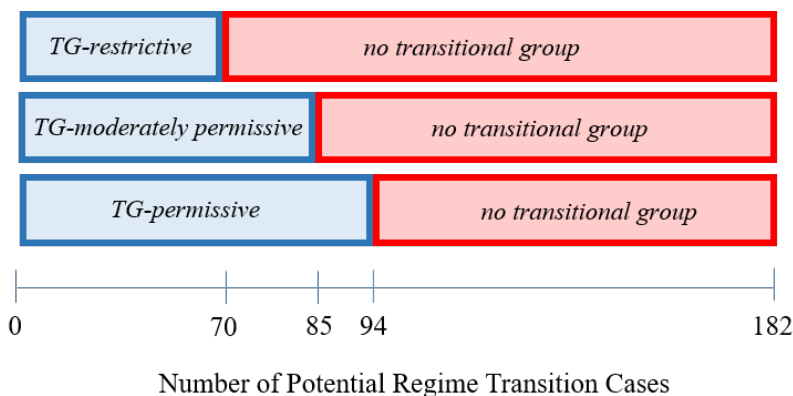 TG-restrictive no transitional group
TG-moderately permissive no transitional group
TG-permissive no transitional group
0 70 85 94 182
Number of Potential Regime Transition Cases